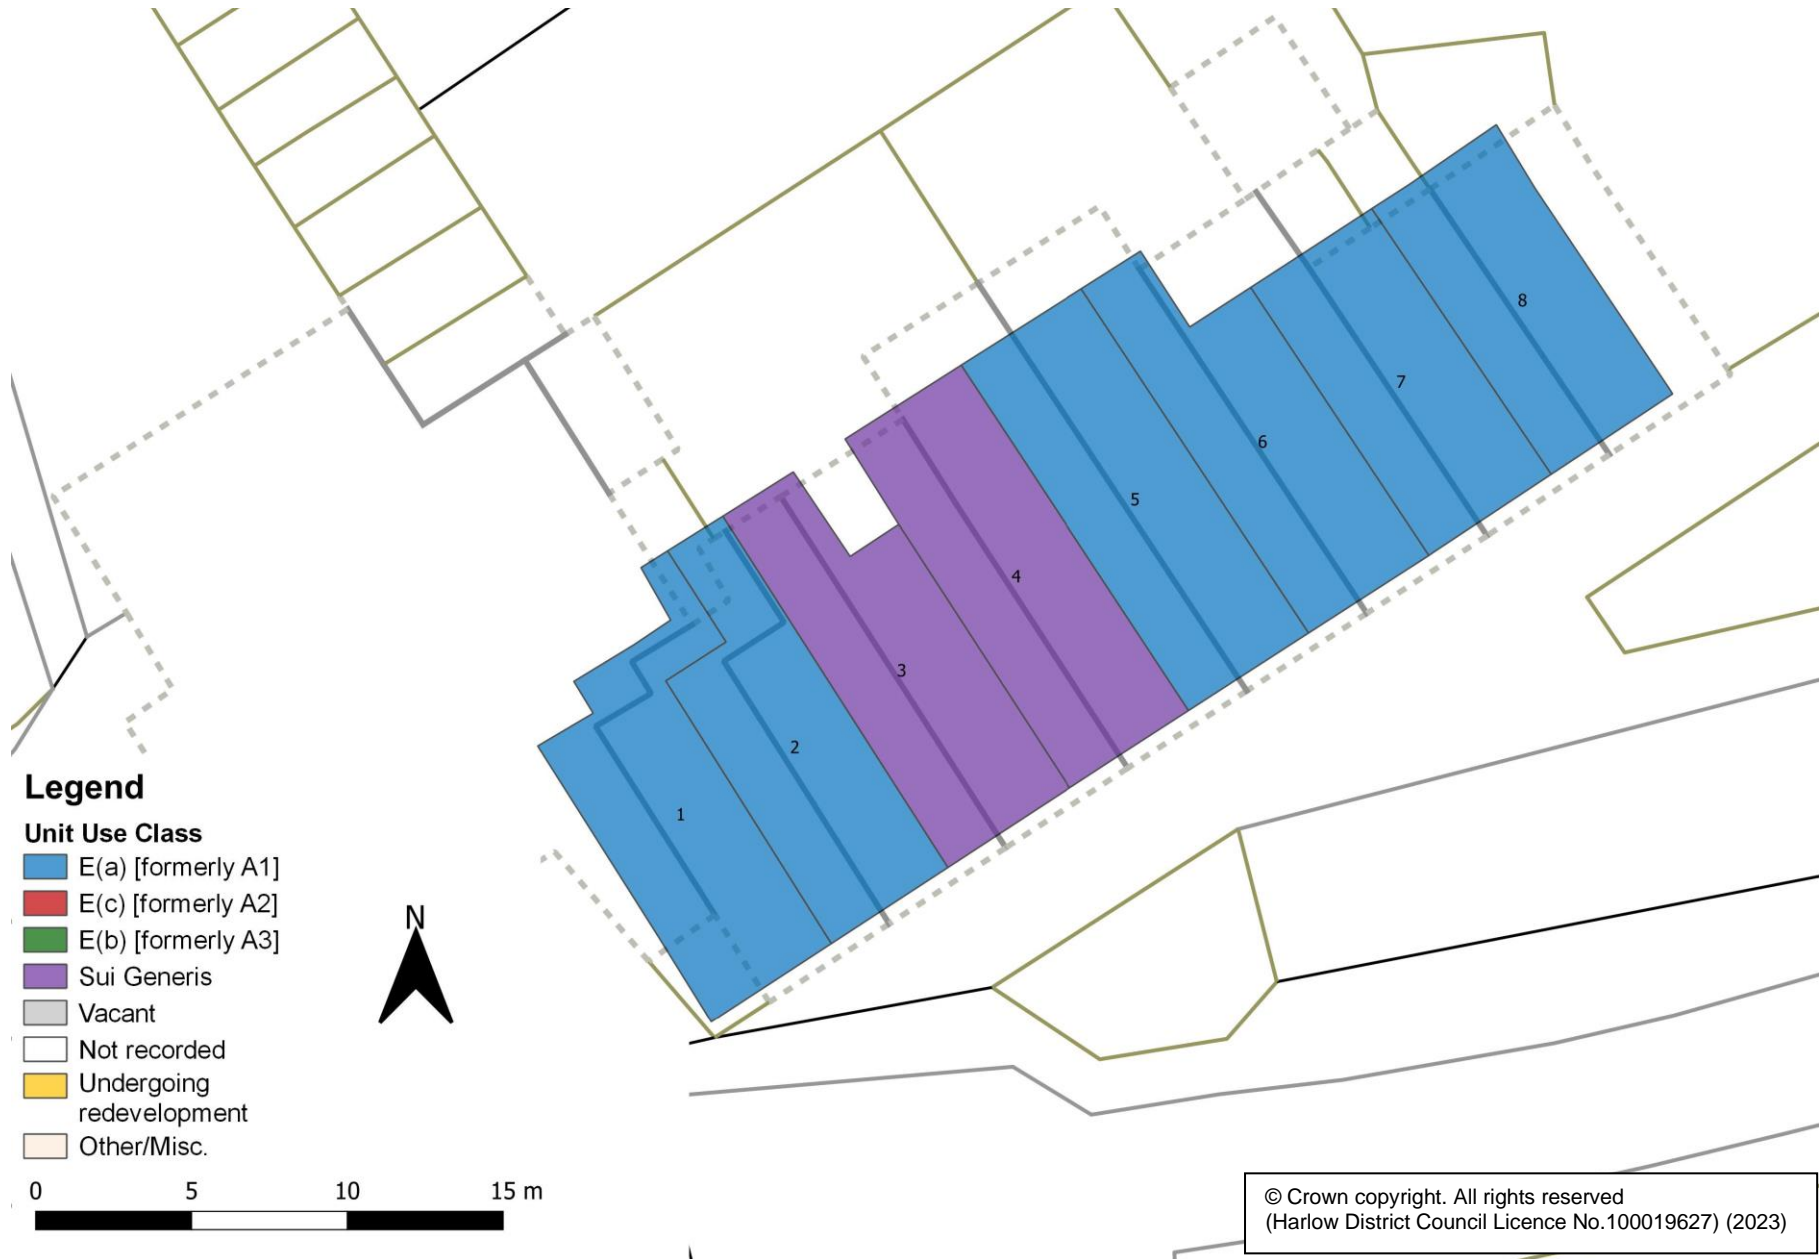 8
7
6
5
4
3
2
1
Legend
Unit Use Class
E(a) [formerly A1]
E(c) [formerly A2]
E(b) [formerly A3]
Sui Generis
Vacant
Not recorded
Undergoing
redevelopment
Other/Misc.
N
0 5 10 15 m
© Crown copyright. All rights reserved
(Harlow District Council Licence No.100019627) (2023)